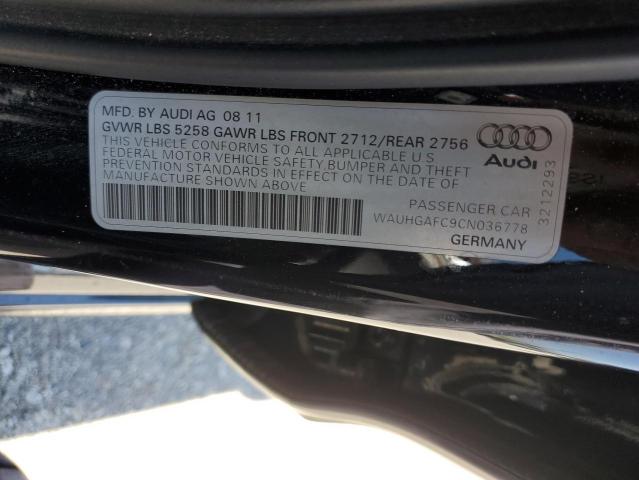 MFD. BY AUDI AG 08 11
GVWR LBS 5258 GAWR LBS FRONT 2712/REAR 2756
THIS VEHICLE CONFORMS TO ALL APPLICABLE U S
FEDERAL MOTOR VEHICLE SAFETY BUMPER AND THEFT
PREVENTION STANDARDS IN EFFECT ON THE DATE OF
MANUFACTURE SHOWN ABOVE
Audi
PASSENGER CAR
WAUHGAFC9CN036778
GERMANY
3212293